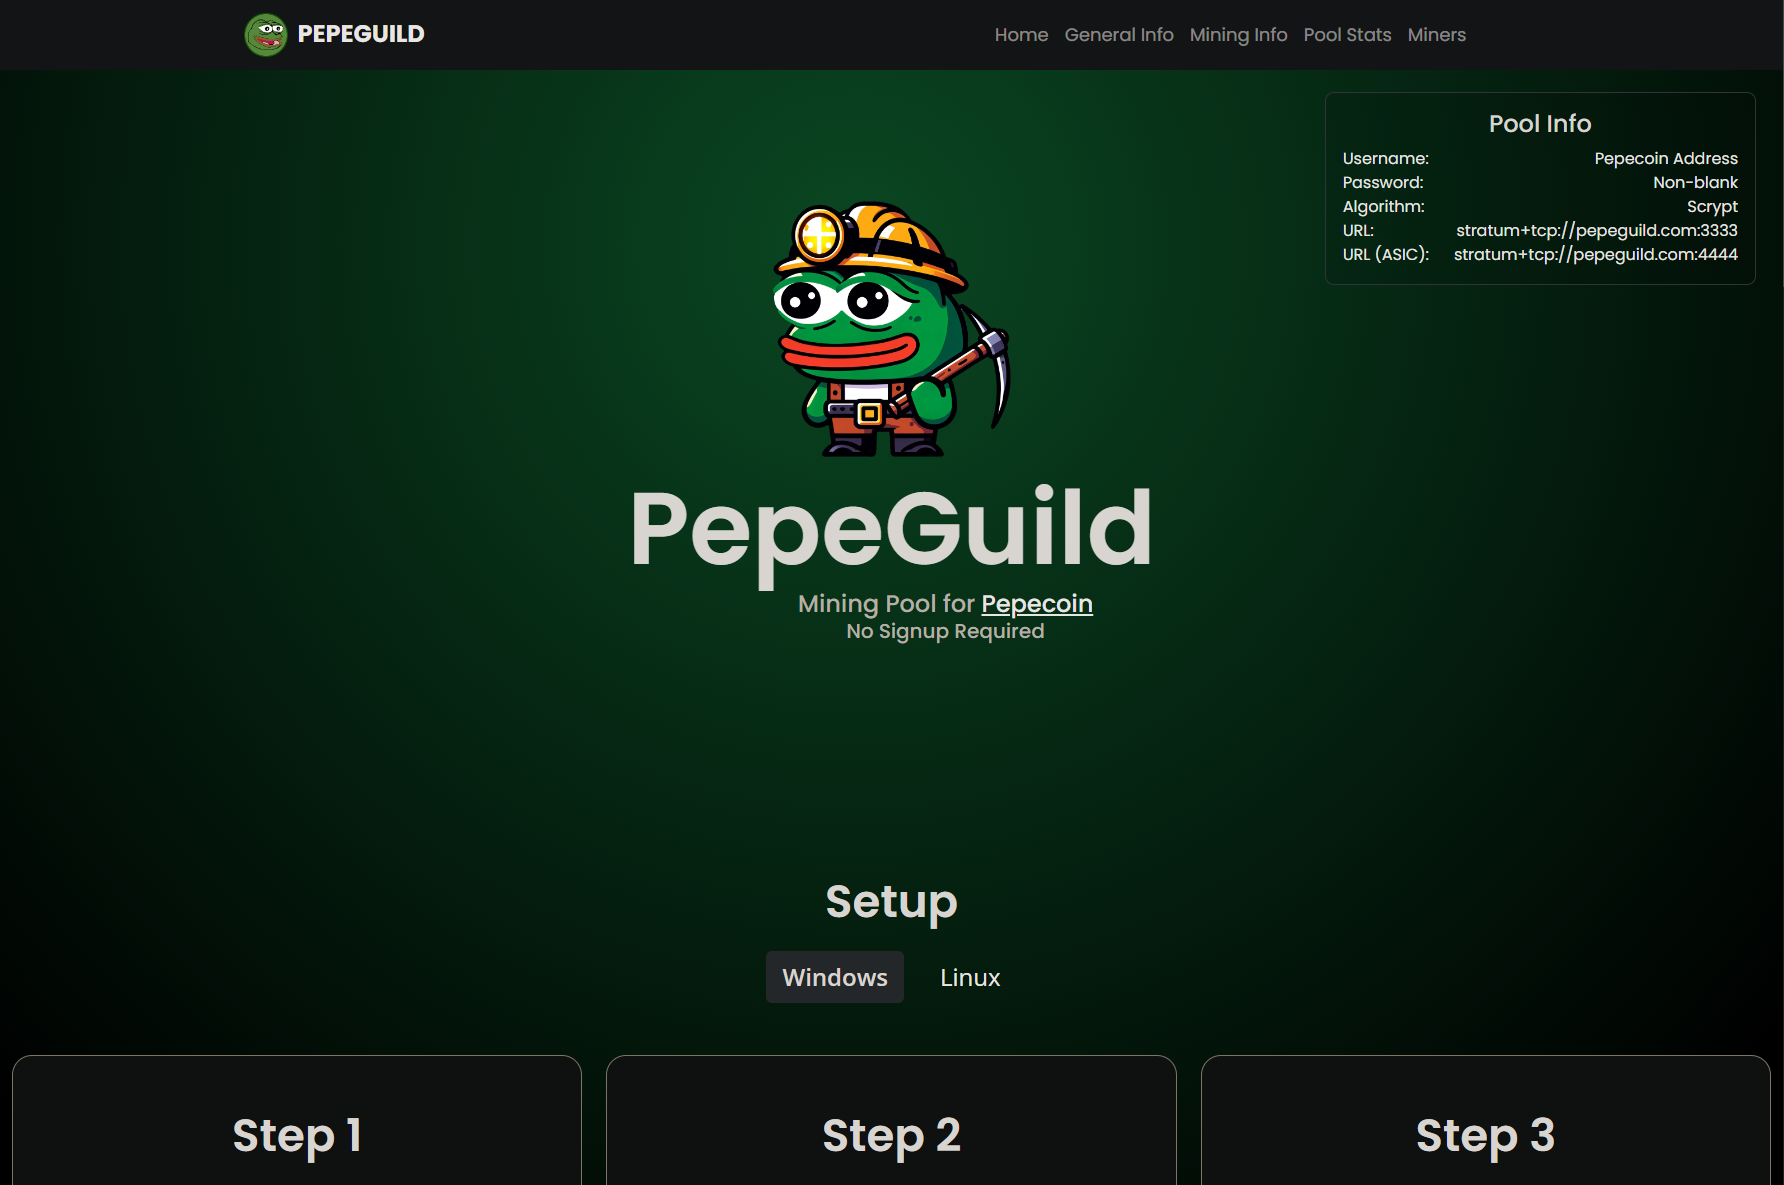 PEPEGUILD
Home General Info Mining Info Pool Stats Miners
Pool Info
Username: Pepecoin Address
Password: Non-blank
Algorithm: Scrypt
URL: stratum+tcp://pepeguild.com:3333
URL (ASIC): stratum+tcp://pepeguild.com:4444
PepeGuild
Mining Pool for Pepecoin
No Signup Required
Setup
Windows Linux
Step 1
Step 2
Step 3